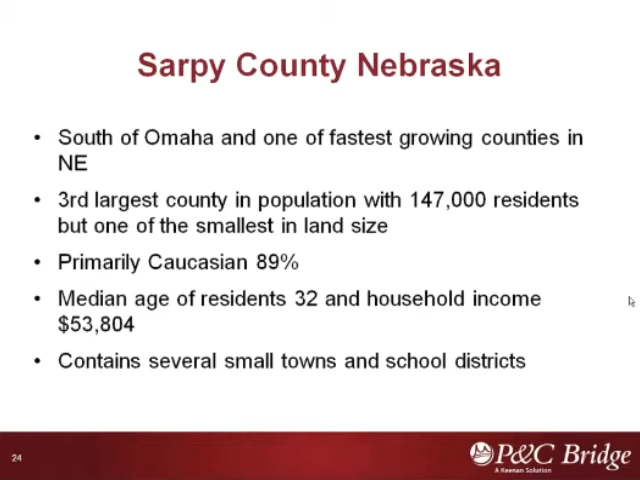 Sarpy County Nebraska
• South of Omaha and one of fastest growing counties in
NE
• 3rd largest county in population with 147,000 residents
but one of the smallest in land size
• Primarily Caucasian 89%
• Median age of residents 32 and household income
$53,804
• Contains several small towns and school districts
24
P&C Bridge
A Keenan Solution